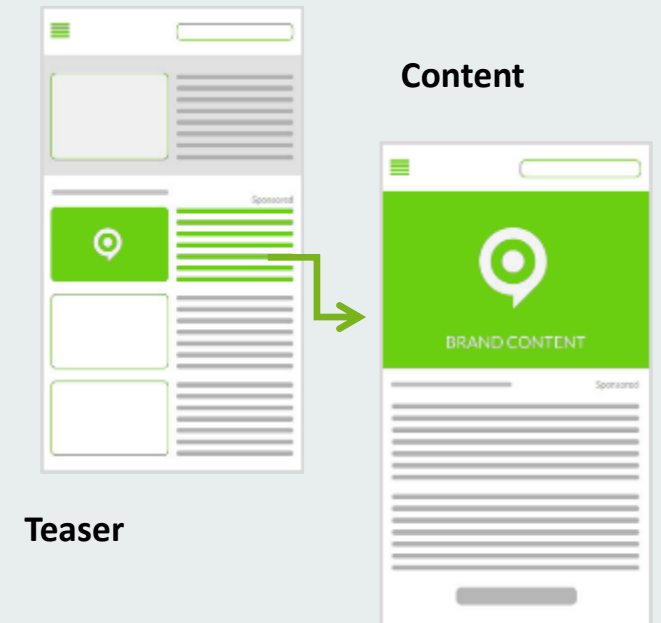 Content
Sponsored
BRAND CONTENT
Sponsored
Teaser